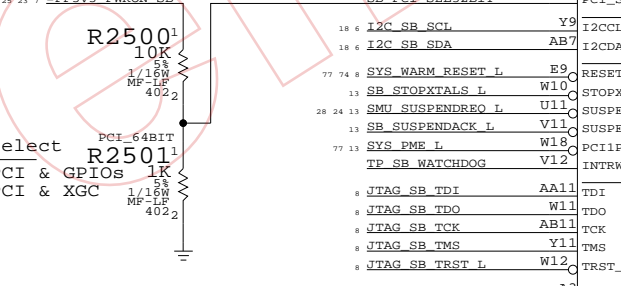 R2500 1
10K
5%
1/16W
MF-LF
402 2
PCI_64BIT
R2501 1
1K
5%
1/16W
MF-LF
402 2
elect
CI & GPIOs
CI & XGC
18 6 I2C_SB_SCL Y9 I2CCL
18 6 I2C_SB_SDA AB7 I2CDA
77 74 8 SYS_WARM_RESET_L E9 RESET
13 SB_STOPXTALS_L W10 STOPX
28 24 13 SMU_SUSPENDREQ_L U11 SUSPE
13 SB_SUSPENDACK_L V11 SUSPE
77 13 SYS_PME_L W18 PCI1P
TP_SB_WATCHDOG V12 INTRW
8 JTAG_SB_TDI AA11 TDI
8 JTAG_SB_TDO W11 TDO
8 JTAG_SB_TCK AB11 TCK
8 JTAG_SB_TMS Y11 TMS
8 JTAG_SB_TRST_L W12 TRST_